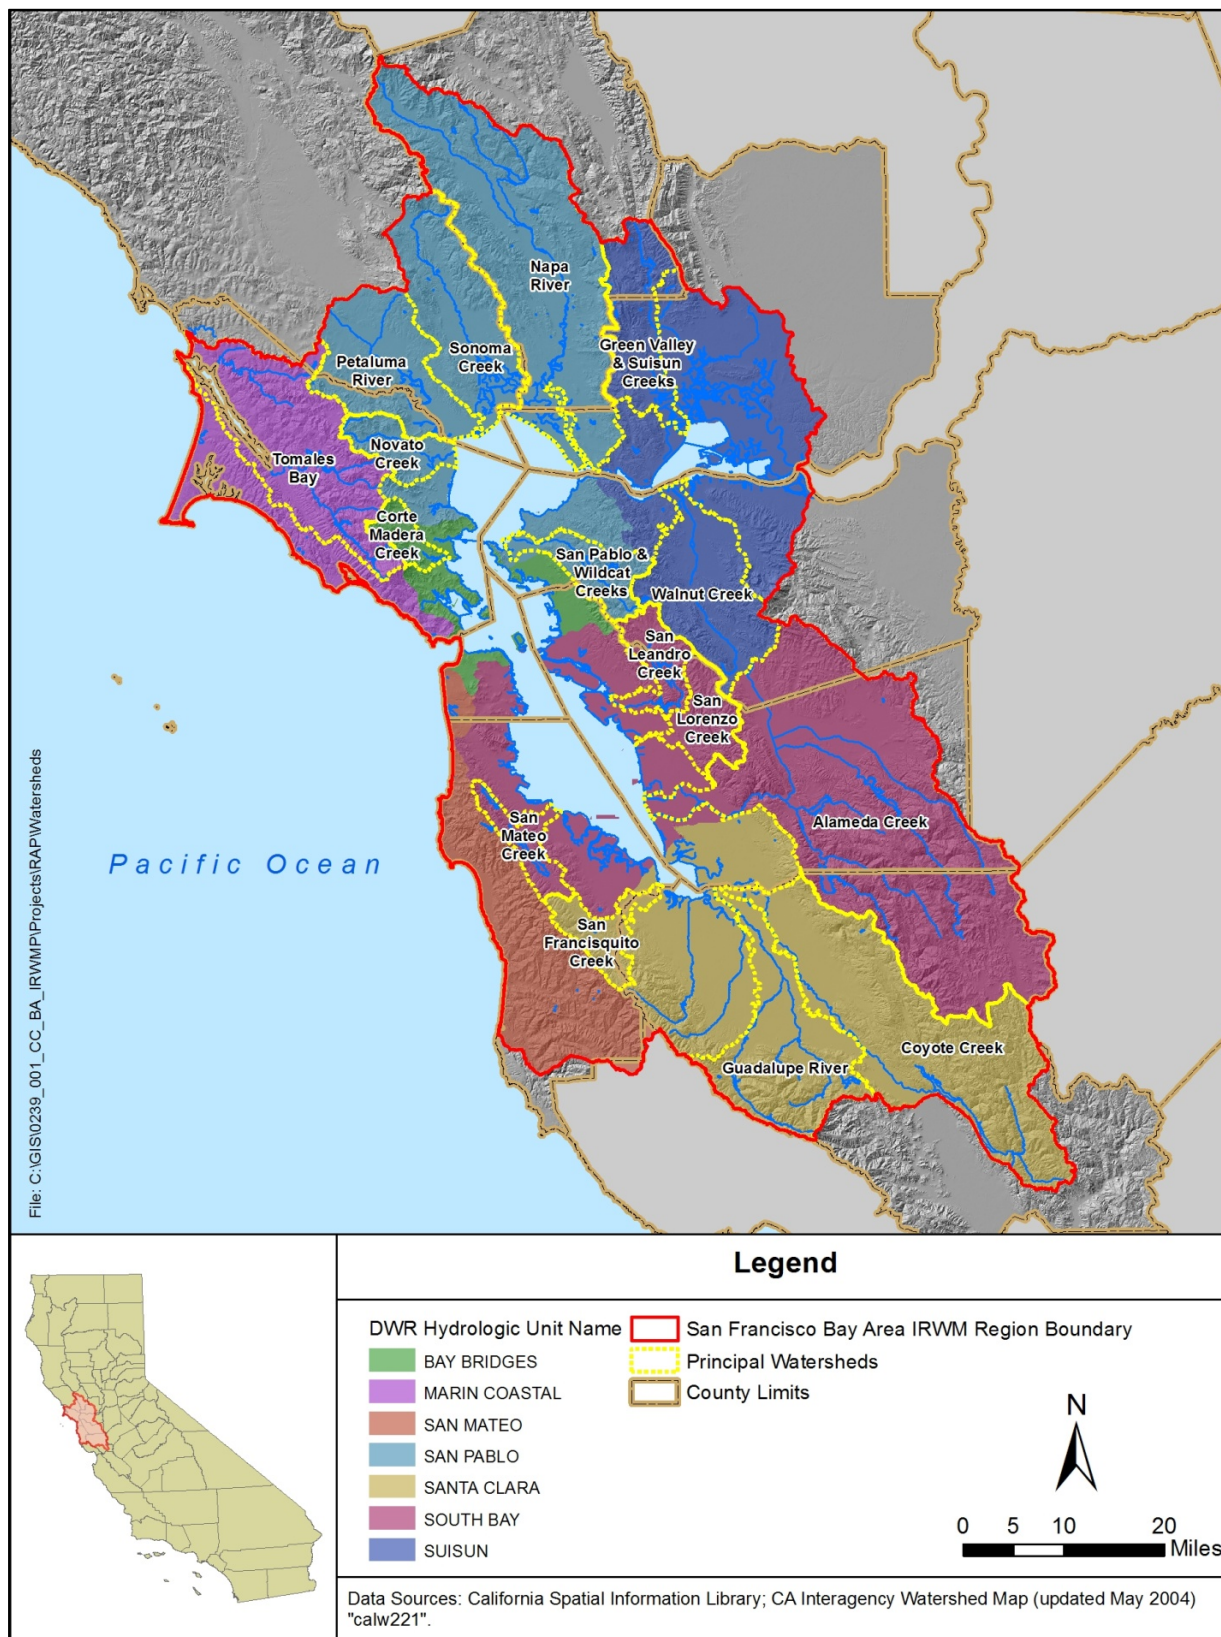 Napa
River
Green Valley
& Suisun
Creeks
Sonoma
Creek
Petaluma
River
Novato
Creek
Tomales
Bay
Corte
Madera
Creek
San Pablo &
Wildcat
Creeks
Walnut Creek
San
Leandro
Creek
San
Lorenzo
Creek
San
Mateo
Creek
Alameda Creek
Pacific Ocean
San
Francisquito
Creek
Coyote Creek
Guadalupe River
File: C:\GIS\0239_001_CC_BA_IRWMP\Projects\RAP\Watersheds
Legend
DWR Hydrologic Unit Name
BAY BRIDGES
MARIN COASTAL
SAN MATEO
SAN PABLO
SANTA CLARA
SOUTH BAY
SUISUN
San Francisco Bay Area IRWM Region Boundary
Principal Watersheds
County Limits
N
0 5 10 20
Miles
Data Sources: California Spatial Information Library; CA Interagency Watershed Map (updated May 2004)
"calw221".